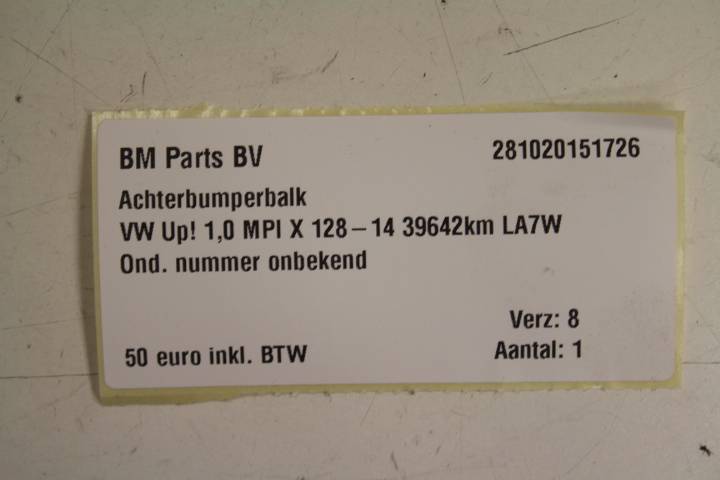 BM Parts BV 281020151726
Achterbumperbalk
VW Up! 1,0 MPI X 128-14 39642km LA7W
Ond. nummer onbekend
Verz: 8
50 euro inkl. BTW Aantal: 1